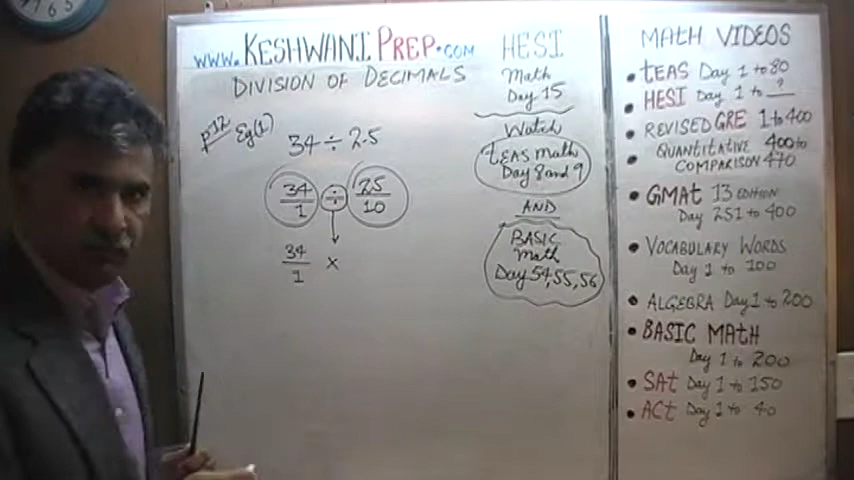 www.KESHWANIPREP.COM
DIVISION OF DECIMALS
P12 Eg(1)
34 ÷ 2.5
34/1 ÷ 25/10
34/1 ×
HESI
Math
Day 15
Watch
tEAS math
Day 8 and 9
AND
BASIC
Math
Day 54,55,56
MATH VIDEOS
• tEAS Day 1 to 80
• HESI Day 1 to ?
• REVISED GRE 1 to 400
• QUANTITATIVE 400 to
COMPARISON 470
• GMAt 13 EDITION
Day 251 to 400
• VOCABULARY WORDS
Day 1 to 100
• ALGEBRA Day 1 to 200
• BASIC MATH
Day 1 to 200
• SAt Day 1 to 150
• ACt Day 1 to 40
7 6 5